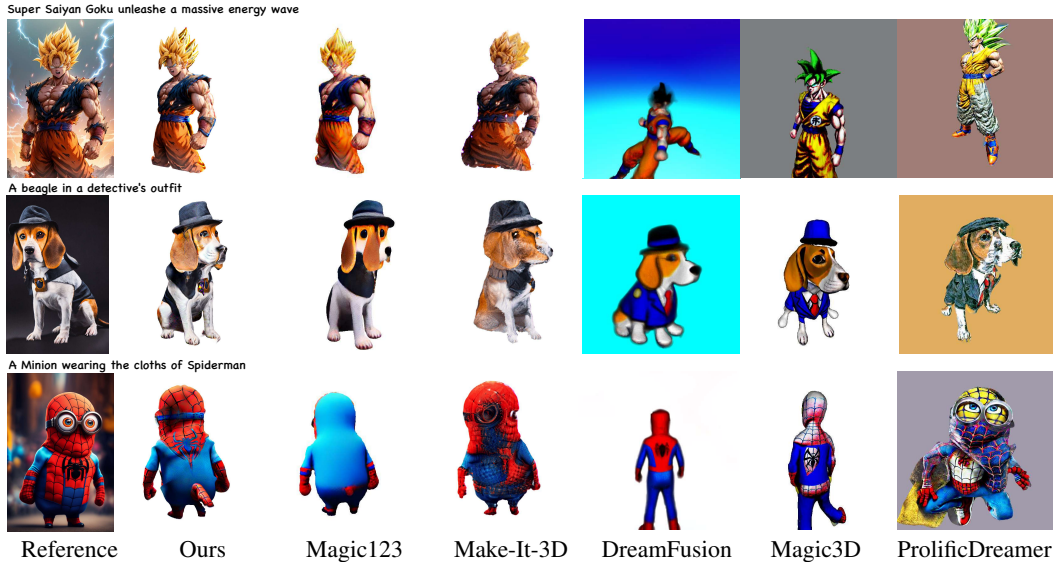 Super Saiyan Goku unleashe a massive energy wave
A beagle in a detective's outfit
A Minion wearing the cloths of Spiderman
Reference Ours Magic123 Make-It-3D DreamFusion Magic3D ProlificDreamer